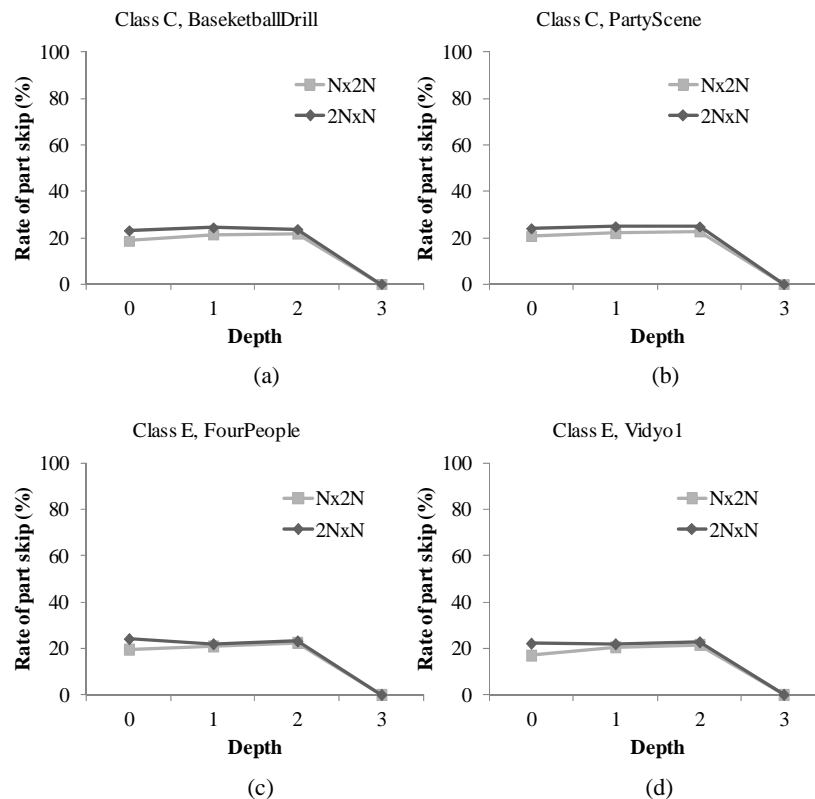 Class C, BaseketballDrill
100
80
60
40
20
0
Rate of part skip (%)
Nx2N
2NxN
0 1 2 3
Depth
(a)
Class C, PartyScene
100
80
60
40
20
0
Rate of part skip (%)
Nx2N
2NxN
0 1 2 3
Depth
(b)
Class E, FourPeople
100
80
60
40
20
0
Rate of part skip (%)
Nx2N
2NxN
0 1 2 3
Depth
(c)
Class E, Vidyo1
100
80
60
40
20
0
Rate of part skip (%)
Nx2N
2NxN
0 1 2 3
Depth
(d)